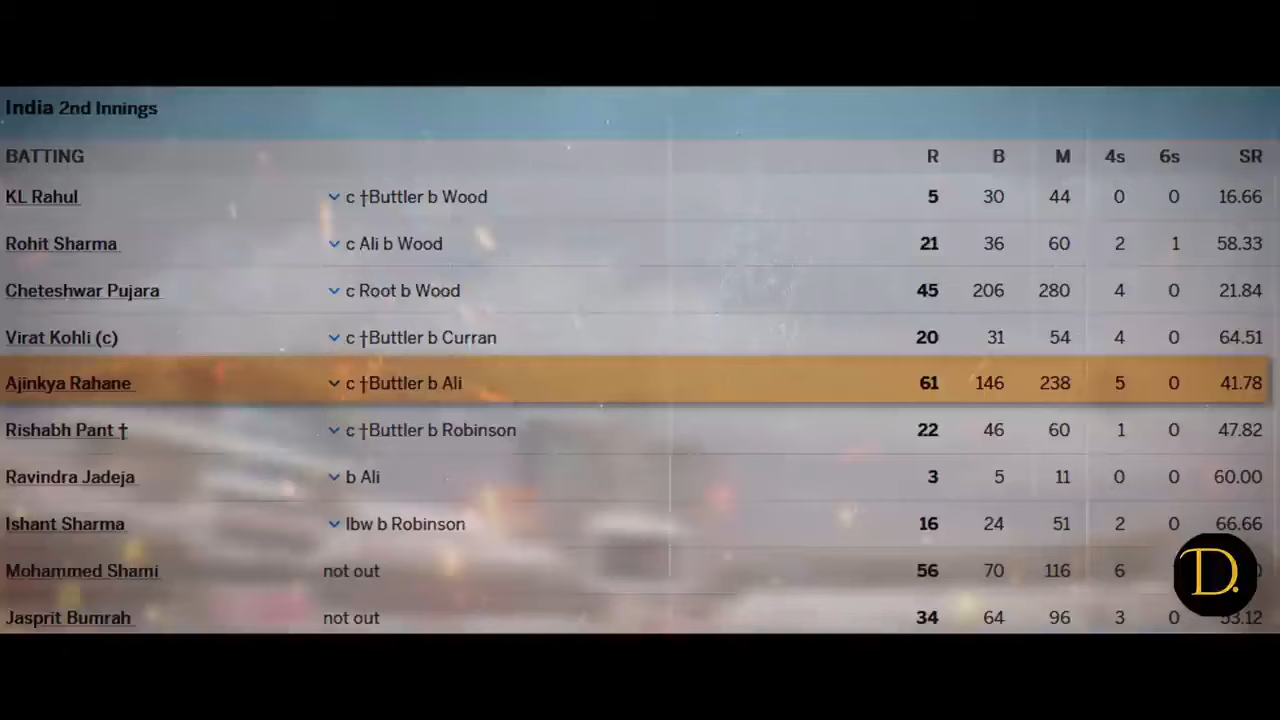 India 2nd Innings
BATTING R B M 4s 6s SR
KL Rahul c †Buttler b Wood 5 30 44 0 0 16.66
Rohit Sharma c Ali b Wood 21 36 60 2 1 58.33
Cheteshwar Pujara c Root b Wood 45 206 280 4 0 21.84
Virat Kohli (c) c †Buttler b Curran 20 31 54 4 0 64.51
Ajinkya Rahane c †Buttler b Ali 61 146 238 5 0 41.78
Rishabh Pant † c †Buttler b Robinson 22 46 60 1 0 47.82
Ravindra Jadeja b Ali 3 5 11 0 0 60.00
Ishant Sharma lbw b Robinson 16 24 51 2 0 66.66
Mohammed Shami not out 56 70 116 6
Jasprit Bumrah not out 34 64 96 3 0 53.12
D.